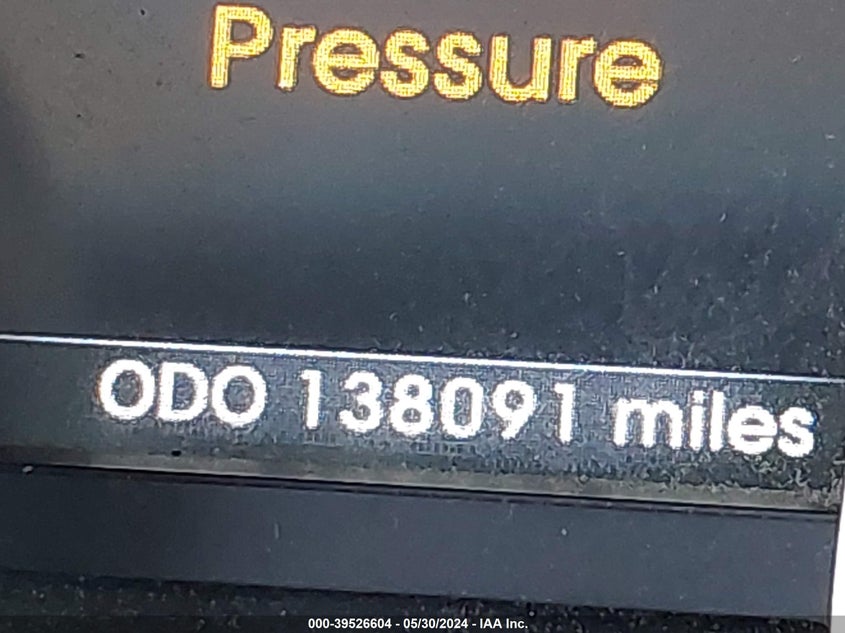 Pressure
ODO 138091 miles
000-39526604 - 05/30/2024 - IAA Inc.